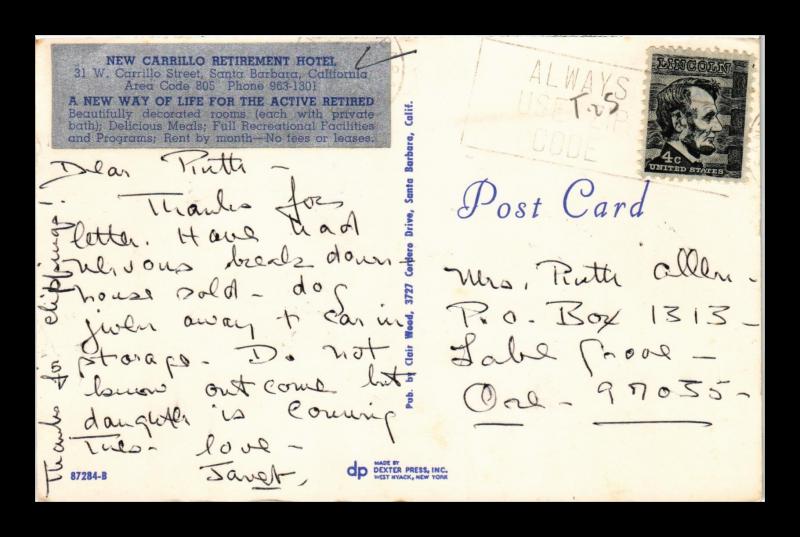 NEW CARRILLO RETIREMENT HOTEL
31 W. Carrillo Street, Santa Barbara, California
Area Code 805 Phone 963-1301
A NEW WAY OF LIFE FOR THE ACTIVE RETIRED
Beautifully decorated rooms (each with private
bath); Delicious Meals; Full Recreational Facilities
and Programs; Rent by month—No fees or leases.
Dear Ruth -
Thanks for
letter. Have had
nervous break down -
house sold - dog
given away + car in
storage. Do not
know outcome but
daughter is coming
Tues. love -
Janet.
Thanks for clippings!
87284-B
Pub. by Clair Wood, 3727 Cordero Drive, Santa Barbara, Calif.
dp
MADE BY
DEXTER PRESS, INC.
WEST NYACK, NEW YORK
ALWAYS
USE ZIP
CODE
LINCOLN
4c
UNITED STATES
Post Card
Mrs. Ruth Allen -
P.O. Box 1313 -
Lake Grove -
Ore - 97035 -